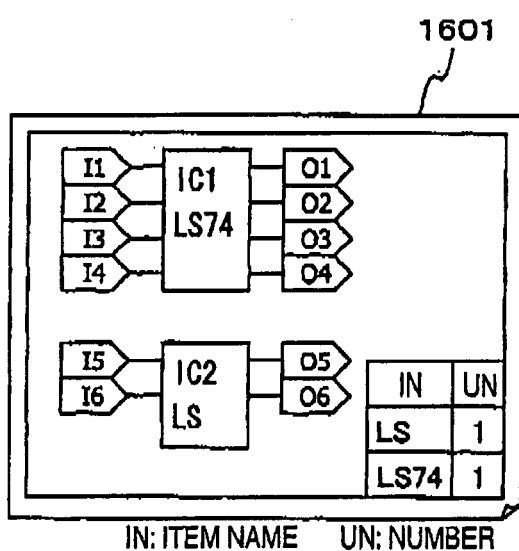 1601
I1 IC1 O1
I2 LS74 O2
I3 O3
I4 O4
I5 IC2 O5
I6 LS O6
IN UN
LS 1
LS74 1
IN: ITEM NAME UN: NUMBER